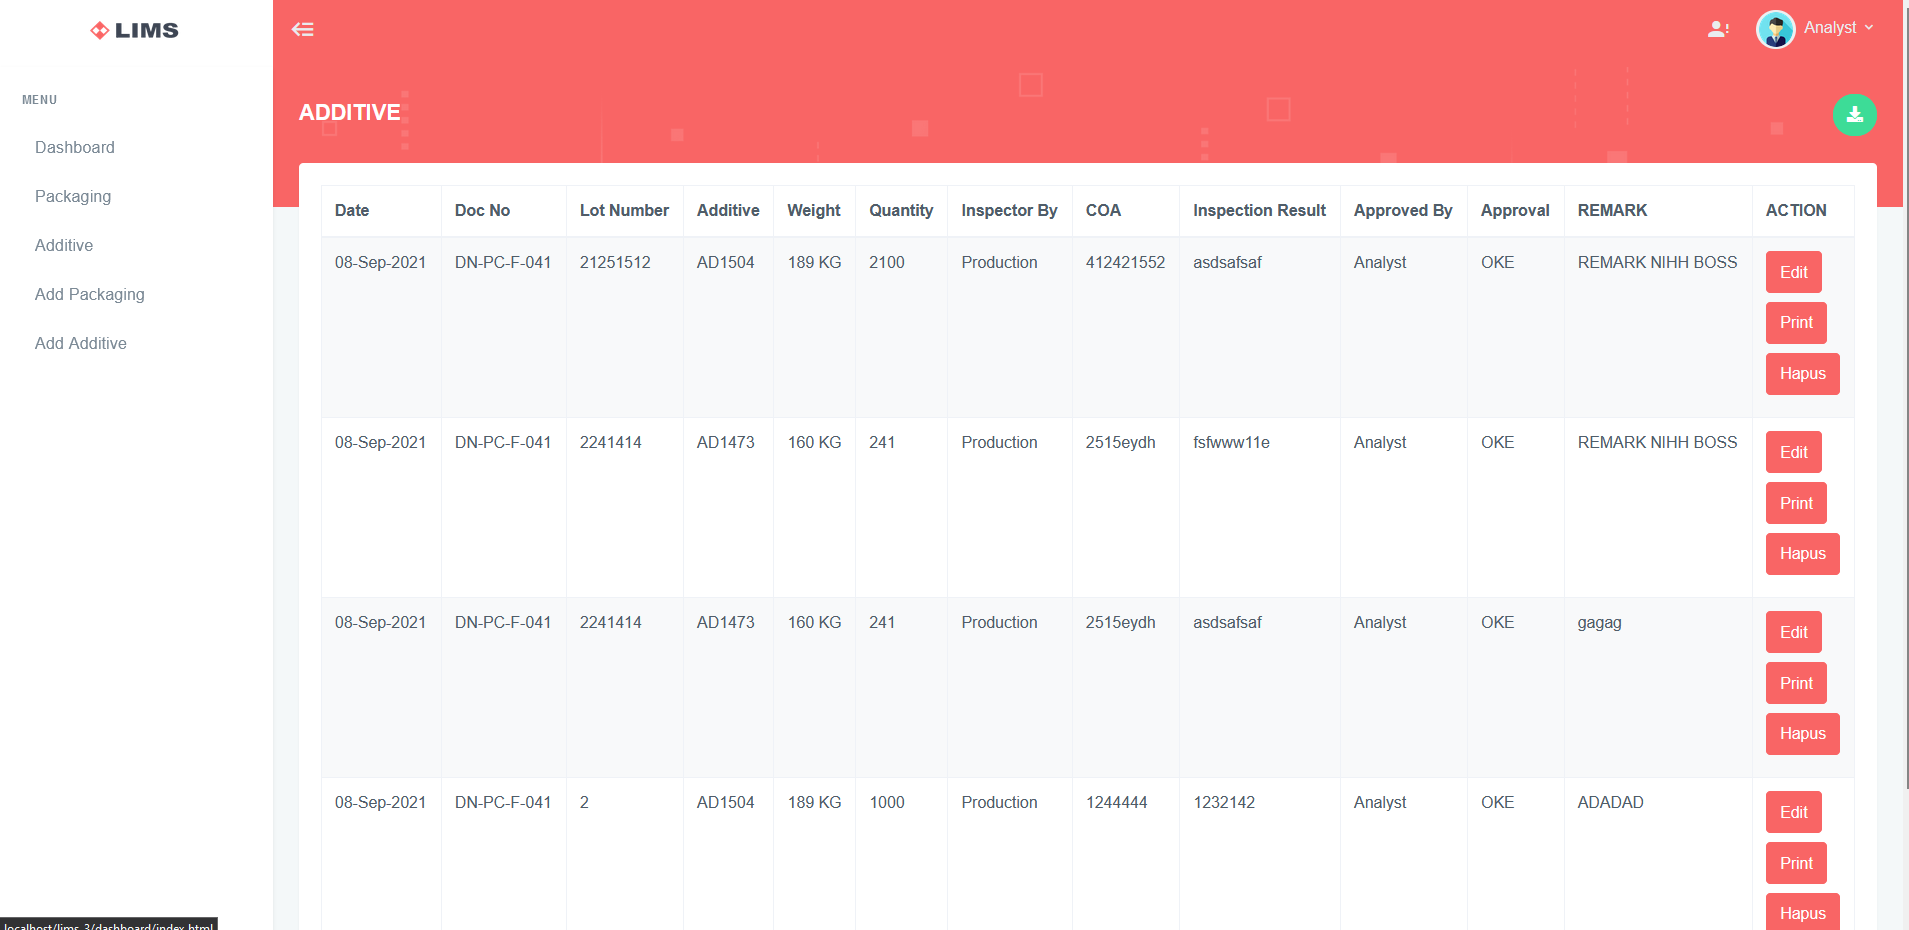 LIMS
Analyst
MENU
Dashboard
Packaging
Additive
Add Packaging
Add Additive
ADDITIVE
Date Doc No Lot Number Additive Weight Quantity Inspector By COA Inspection Result Approved By Approval REMARK ACTION
08-Sep-2021 DN-PC-F-041 21251512 AD1504 189 KG 2100 Production 412421552 asdsafsaf Analyst OKE REMARK NIHH BOSS Edit
Print
Hapus
08-Sep-2021 DN-PC-F-041 2241414 AD1473 160 KG 241 Production 2515eydh fsfwww11e Analyst OKE REMARK NIHH BOSS Edit
Print
Hapus
08-Sep-2021 DN-PC-F-041 2241414 AD1473 160 KG 241 Production 2515eydh asdsafsaf Analyst OKE gagag Edit
Print
Hapus
08-Sep-2021 DN-PC-F-041 2 AD1504 189 KG 1000 Production 1244444 1232142 Analyst OKE ADADAD Edit
Print
Hapus
localhost/lims-3/dashboard/index.html